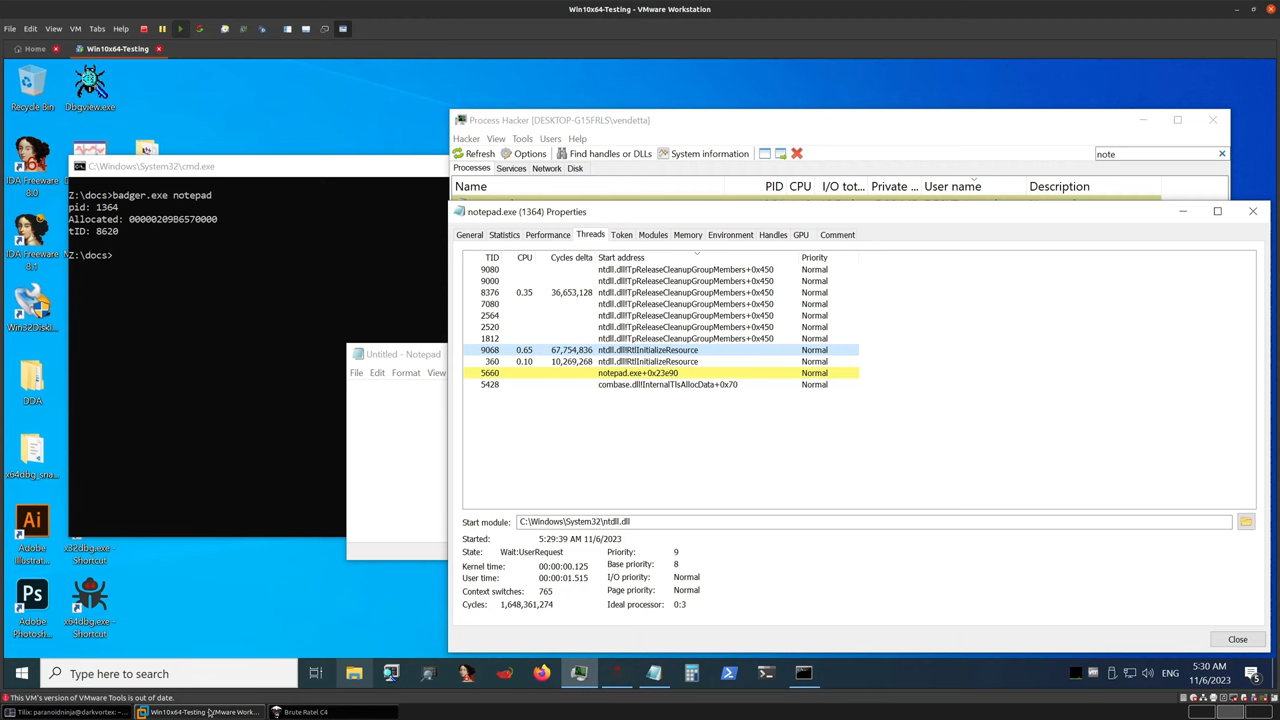 Win10x64-Testing - VMware Workstation
File Edit View VM Tabs Help
Home Win10x64-Testing
Recycle Bin
Dbgview.exe
IDA Freeware 8.0
IDA Freeware 8.1
Win32DiskI...
DDA
x64dbg_sna...
Adobe Illustrat...
x32dbg.exe - Shortcut
Ps
Adobe Photosh...
x64dbg.exe - Shortcut
Ai
C:\Windows\System32\cmd.exe
Z:\docs>badger.exe notepad
pid: 1364
Allocated: 00000209B6570000
tID: 8620
Z:\docs>
Untitled - Notepad
File Edit Format View
Process Hacker [DESKTOP-G15FRLS\vendetta]
Hacker View Tools Users Help
Refresh Options Find handles or DLLs System information note
Processes Services Network Disk
Name PID CPU I/O tot... Private ... User name Description
notepad.exe (1364) Properties
General Statistics Performance Threads Token Modules Memory Environment Handles GPU Comment
TID CPU Cycles delta Start address Priority
9080 ntdll.dll!TpReleaseCleanupGroupMembers+0x450 Normal
9000 ntdll.dll!TpReleaseCleanupGroupMembers+0x450 Normal
8376 0.35 36,653,128 ntdll.dll!TpReleaseCleanupGroupMembers+0x450 Normal
7080 ntdll.dll!TpReleaseCleanupGroupMembers+0x450 Normal
2564 ntdll.dll!TpReleaseCleanupGroupMembers+0x450 Normal
2520 ntdll.dll!TpReleaseCleanupGroupMembers+0x450 Normal
1812 ntdll.dll!TpReleaseCleanupGroupMembers+0x450 Normal
9068 0.65 67,754,836 ntdll.dll!RtlInitializeResource Normal
360 0.10 10,269,268 ntdll.dll!RtlInitializeResource Normal
5660 notepad.exe+0x23e90 Normal
5428 combase.dll!InternalTlsAllocData+0x70 Normal
Start module: C:\Windows\System32\ntdll.dll
Started: 5:29:39 AM 11/6/2023
State: Wait:UserRequest Priority: 9
Kernel time: 00:00:00.125 Base priority: 8
User time: 00:00:01.515 I/O priority: Normal
Context switches: 765 Page priority: Normal
Cycles: 1,648,361,274 Ideal processor: 0:3
Close
Type here to search
ENG
5:30 AM
11/6/2023
This VM's version of VMware Tools is out of date.
Tilix: paranoidninja@darkvortex: ~... Win10x64-Testing - VMware Work... Brute Ratel C4